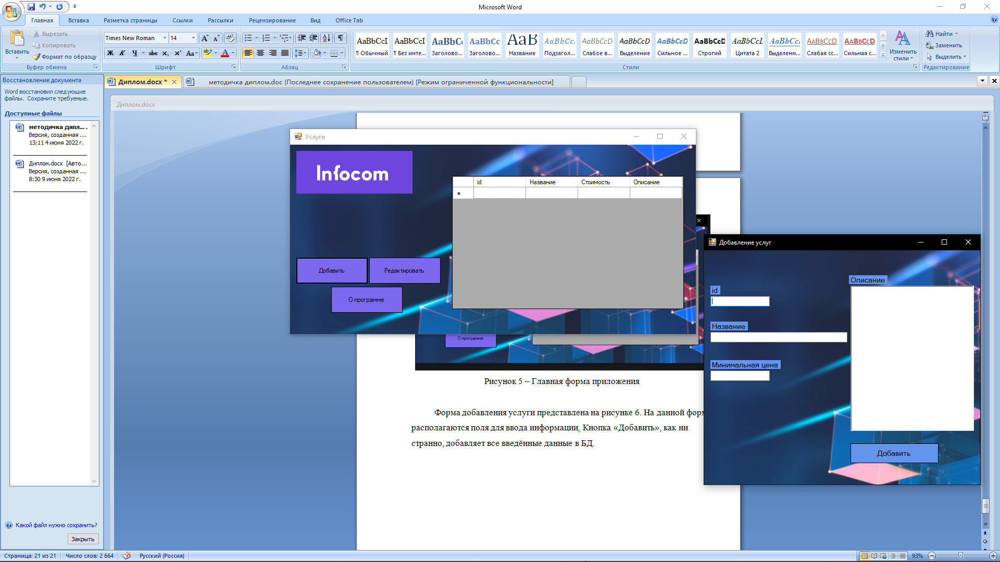 Microsoft Word
Главная Вставка Разметка страницы Ссылки Рассылки Рецензирование Вид Office Tab
Вставить
Вырезать
Копировать
Формат по образцу
Буфер обмена
Times New Roman 14
Ж К Ч abc x₂ x² Aa
Шрифт
Абзац
AaBbCcI AaBbCcI AaBbC AaBbCc AaB AaBbCc. AaBbCcD AaBbCcD AaBbCcD AaBbCcD AaBbCcL AaBbCcI AaBbCcD AaBbCcD
¶ Обычный ¶ Без инте... Заголово... Заголово... Название Подзагол... Слабое в... Выделение Сильное ... Строгий Цитата 2 Выделенн... Слабая сс... Сильная с...
Стили
Изменить стили
Найти
Заменить
Выделить
Редактирование
Восстановление документа
Word восстановил следующие
файлы. Сохраните требуемые.
Доступные файлы
методичка дипл... .
Версия, созданная ...
13:11 4 июня 2022 г.
Диплом.docx [Авто...
Версия, созданная ...
8:30 9 июня 2022 г.
Какой файл нужно сохранить?
Закрыть
Диплом.docx *
методичка диплом.doc (Последнее сохранение пользователем) [Режим ограниченной функциональности]
Диплом.docx
Услуги
Infocom
id Название Стоимость Описание
Добавить
Редактировать
О программе
О программе
Рисунок 5 – Главная форма приложения
Форма добавления услуги представлена на рисунке 6. На данной форм
располагаются поля для ввода информации. Кнопка «Добавить», как ни
странно, добавляет все введённые данные в БД.
Добавление услуг
id
Название
Минимальная цена
Описание
Добавить
Страница: 21 из 21 Число слов: 2 664 Русский (Россия) 93%